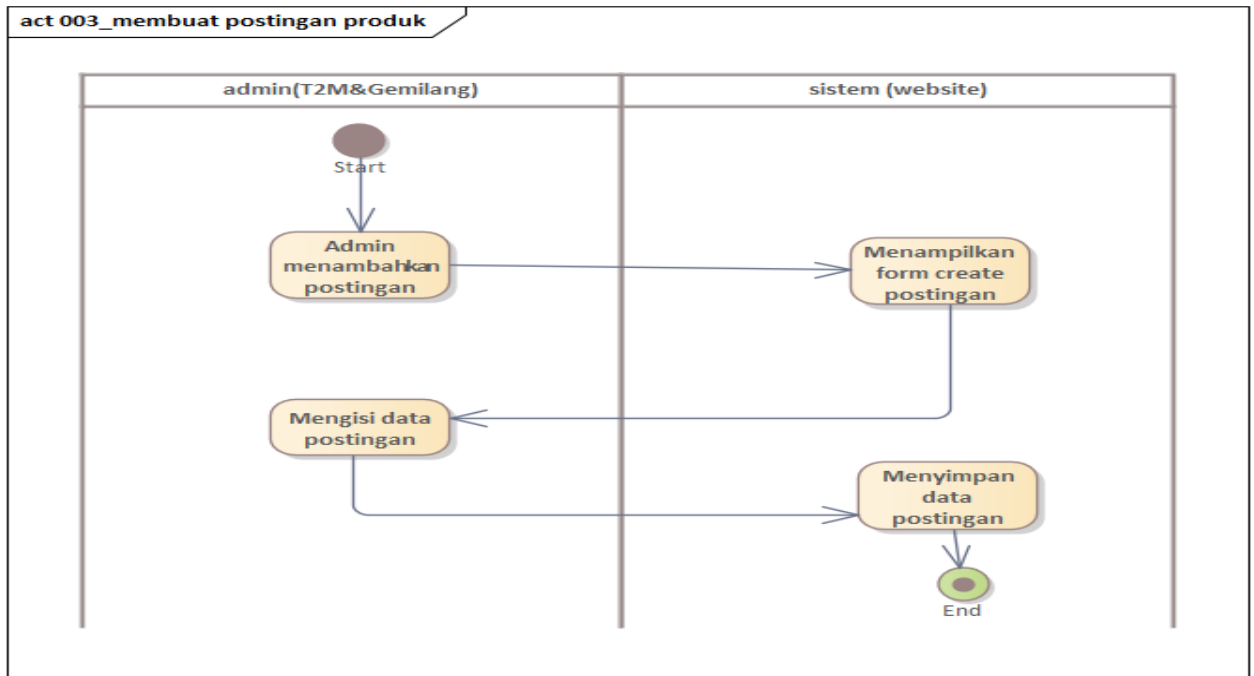 act 003_membuat postingan produk
admin(T2M&Gemilang)
sistem (website)
Start
Admin
menambahkan
postingan
Menampilkan
form create
postingan
Mengisi data
postingan
Menyimpan
data
postingan
End